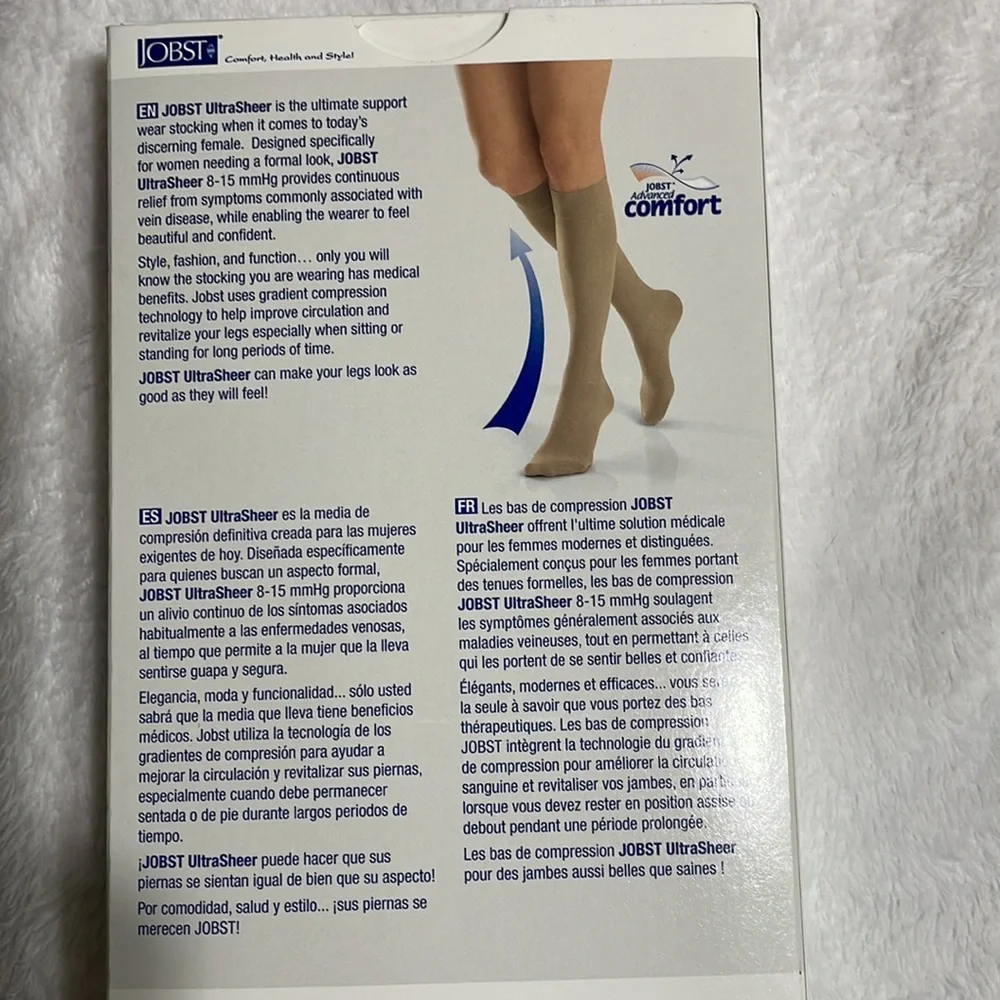 JOBST
Comfort, Health and Style!
EN JOBST UltraSheer is the ultimate support
wear stocking when it comes to today's
discerning female. Designed specifically
for women needing a formal look, JOBST
UltraSheer 8-15 mmHg provides continuous
relief from symptoms commonly associated with
vein disease, while enabling the wearer to feel
beautiful and confident.
Style, fashion, and function... only you will
know the stocking you are wearing has medical
benefits. Jobst uses gradient compression
technology to help improve circulation and
revitalize your legs especially when sitting or
standing for long periods of time.
JOBST UltraSheer can make your legs look as
good as they will feel!
JOBST
Advanced
comfort
ES JOBST UltraSheer es la media de
compresión definitiva creada para las mujeres
exigentes de hoy. Diseñada específicamente
para quienes buscan un aspecto formal,
JOBST UltraSheer 8-15 mmHg proporciona
un alivio continuo de los síntomas asociados
habitualmente a las enfermedades venosas,
al tiempo que permite a la mujer que la lleva
sentirse guapa y segura.
Elegancia, moda y funcionalidad... sólo usted
sabrá que la media que lleva tiene beneficios
médicos. Jobst utiliza la tecnología de los
gradientes de compresión para ayudar a
mejorar la circulación y revitalizar sus piernas,
especialmente cuando debe permanecer
sentada o de pie durante largos periodos de
tiempo.
¡JOBST UltraSheer puede hacer que sus
piernas se sientan igual de bien que su aspecto!
Por comodidad, salud y estilo... ¡sus piernas se
merecen JOBST!
FR Les bas de compression JOBST
UltraSheer offrent l'ultime solution médicale
pour les femmes modernes et distinguées.
Spécialement conçus pour les femmes portant
des tenues formelles, les bas de compression
JOBST UltraSheer 8-15 mmHg soulagent
les symptômes généralement associés aux
maladies veineuses, tout en permettant à celles
qui les portent de se sentir belles et confiantes.
Élégants, modernes et efficaces... vous
la seule à savoir que vous portez des bas
thérapeutiques. Les bas de compression
JOBST intègrent la technologie du gradient
de compression pour améliorer la circulation
sanguine et revitaliser vos jambes, en
lorsque vous devez rester en position assise ou
debout pendant une période prolongée.
Les bas de compression JOBST UltraSheer
pour des jambes aussi belles que saines !